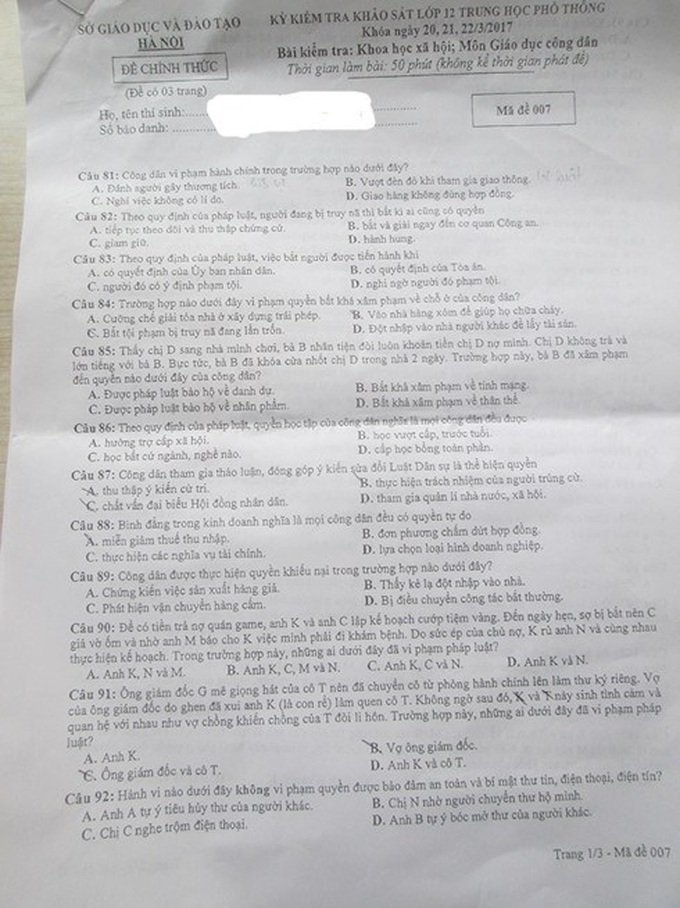 SỞ GIÁO DỤC VÀ ĐÀO TẠO
HÀ NỘI
ĐỀ CHÍNH THỨC
(Đề có 03 trang)
KỲ KIỂM TRA KHẢO SÁT LỚP 12 TRUNG HỌC PHỔ THÔNG
Khóa ngày 20, 21, 22/3/2017
Bài kiểm tra: Khoa học xã hội; Môn Giáo dục công dân
Thời gian làm bài: 50 phút (không kể thời gian phát đề)
Họ, tên thí sinh:
Số báo danh:
Mã đề 007
Câu 81: Công dân vi phạm hành chính trong trường hợp nào dưới đây?
A. Đánh người gây thương tích. B. Vượt đèn đỏ khi tham gia giao thông.
C. Nghỉ việc không có lí do. D. Giao hàng không đúng hợp đồng.
Câu 82: Theo quy định của pháp luật, người đang bị truy nã thì bất kì ai cũng có quyền
A. tiếp tục theo dõi và thu thập chứng cứ. B. bắt và giải ngay đến cơ quan Công an.
C. giam giữ. D. hành hung.
Câu 83: Theo quy định của pháp luật, việc bắt người được tiến hành khi
A. có quyết định của Ủy ban nhân dân. B. có quyết định của Tòa án.
C. người đó có ý định phạm tội. D. nghi ngờ người đó phạm tội.
Câu 84: Trường hợp nào dưới đây vi phạm quyền bất khả xâm phạm về chỗ ở của công dân?
A. Cưỡng chế giải tỏa nhà ở xây dựng trái phép. B. Vào nhà hàng xóm để giúp họ chữa cháy.
C. Bắt tội phạm bị truy nã đang lẩn trốn. D. Đột nhập vào nhà người khác để lấy tài sản.
Câu 85: Thấy chị D sang nhà mình chơi, bà B nhân tiện đòi luôn khoản tiền chị D nợ mình. Chị D không trả và
lớn tiếng với bà B. Bực tức, bà B đã khóa cửa nhốt chị D trong nhà 2 ngày. Trường hợp này, bà B đã xâm phạm
đến quyền nào dưới đây của công dân?
A. Được pháp luật bảo hộ về danh dự. B. Bất khả xâm phạm về tính mạng.
C. Được pháp luật bảo hộ về nhân phẩm. D. Bất khả xâm phạm về thân thể.
Câu 86: Theo quy định của pháp luật, quyền học tập của công dân nghĩa là mọi công dân đều được
A. hưởng trợ cấp xã hội. B. học vượt cấp, trước tuổi.
C. học bất cứ ngành, nghề nào. D. cấp học bổng toàn phần.
Câu 87: Công dân tham gia thảo luận, đóng góp ý kiến sửa đổi Luật Dân sự là thể hiện quyền
A. thu thập ý kiến cử tri. B. thực hiện trách nhiệm của người trúng cử.
C. chất vấn đại biểu Hội đồng nhân dân. D. tham gia quản lí nhà nước, xã hội.
Câu 88: Bình đẳng trong kinh doanh nghĩa là mọi công dân đều có quyền tự do
A. miễn giảm thuế thu nhập. B. đơn phương chấm dứt hợp đồng.
C. thực hiện các nghĩa vụ tài chính. D. lựa chọn loại hình doanh nghiệp.
Câu 89: Công dân được thực hiện quyền khiếu nại trong trường hợp nào dưới đây?
A. Chứng kiến việc sản xuất hàng giả. B. Thấy kẻ lạ đột nhập vào nhà.
C. Phát hiện vận chuyển hàng cấm. D. Bị điều chuyển công tác bất thường.
Câu 90: Để có tiền trả nợ quán game, anh K và anh C lập kế hoạch cướp tiệm vàng. Đến ngày hẹn, sợ bị bắt nên C
giả vờ ốm và nhờ anh M báo cho K việc mình phải đi khám bệnh. Do sức ép của chủ nợ, K rủ anh N và cùng nhau
thực hiện kế hoạch. Trong trường hợp này, những ai dưới đây đã vi phạm pháp luật?
A. Anh K, N và M. B. Anh K, C, M và N. C. Anh K, C và N. D. Anh K và N.
Câu 91: Ông giám đốc G mê giọng hát của cô T nên đã chuyển cô từ phòng hành chính lên làm thư ký riêng. Vợ
của ông giám đốc do ghen đã xui anh K (là con rể) làm quen cô T. Không ngờ sau đó, K và T nảy sinh tình cảm và
quan hệ với nhau như vợ chồng khiến chồng của T đòi li hôn. Trường hợp này, những ai dưới đây đã vi phạm pháp
luật?
A. Anh K. B. Vợ ông giám đốc.
C. Ông giám đốc và cô T. D. Anh K và cô T.
Câu 92: Hành vi nào dưới đây không vi phạm quyền được bảo đảm an toàn và bí mật thư tín, điện thoại, điện tín?
A. Anh A tự ý tiêu hủy thư của người khác. B. Chị N nhờ người chuyển thư hộ mình.
C. Chị C nghe trộm điện thoại. D. Anh B tự ý bóc mở thư của người khác.
Trang 1/3 - Mã đề 007